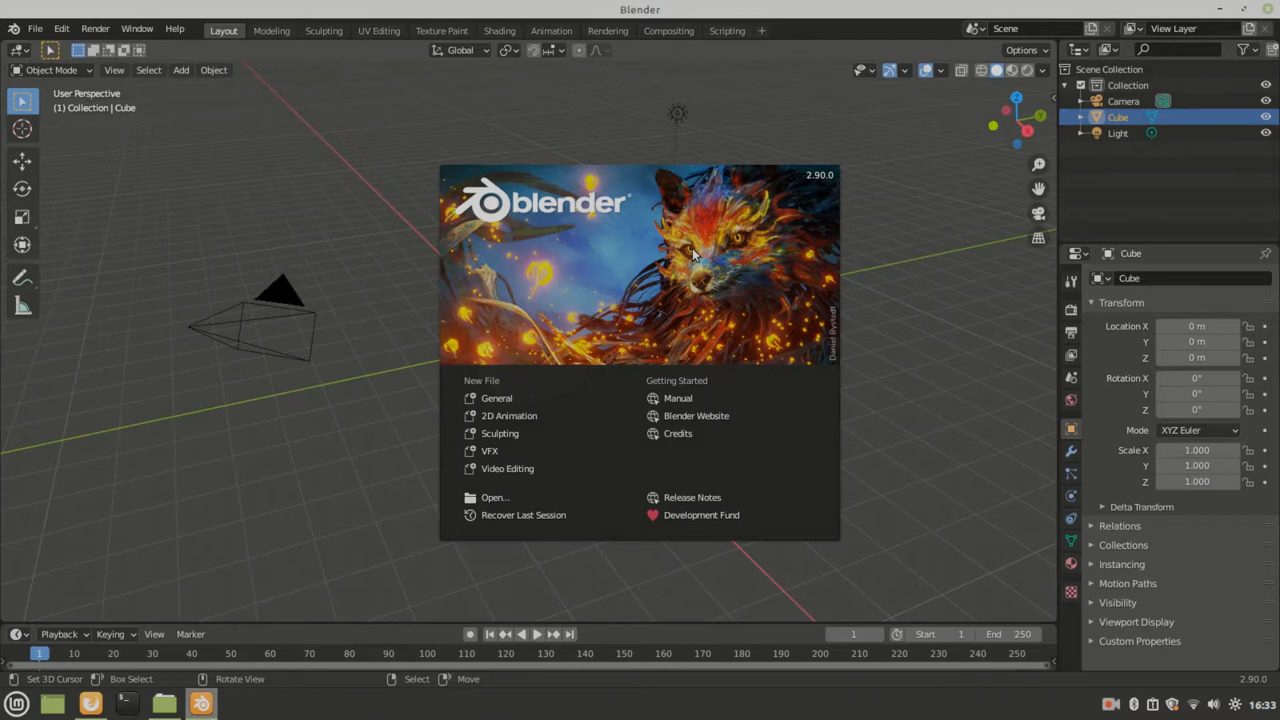 Blender
File Edit Render Window Help Layout Modeling Sculpting UV Editing Texture Paint Shading Animation Rendering Compositing Scripting Scene View Layer
Global Options
Object Mode View Select Add Object
Scene Collection
Collection
Camera
Cube
Light
User Perspective
(1) Collection | Cube
Z
Y
X
blender
2.90.0
Daniel Bystedt
New File
General
2D Animation
Sculpting
VFX
Video Editing
Open...
Recover Last Session
Getting Started
Manual
Blender Website
Credits
Release Notes
Development Fund
Cube
Cube
Transform
Location X 0 m
Y 0 m
Z 0 m
Rotation X 0°
Y 0°
Z 0°
Mode XYZ Euler
Scale X 1.000
Y 1.000
Z 1.000
Delta Transform
Relations
Collections
Instancing
Motion Paths
Visibility
Viewport Display
Custom Properties
Playback Keying View Marker 1 Start 1 End 250
1 10 20 30 40 50 60 70 80 90 100 110 120 130 140 150 160 170 180 190 200 210 220 230 240 250
Set 3D Cursor Box Select Rotate View Select Move 2.90.0
16:33